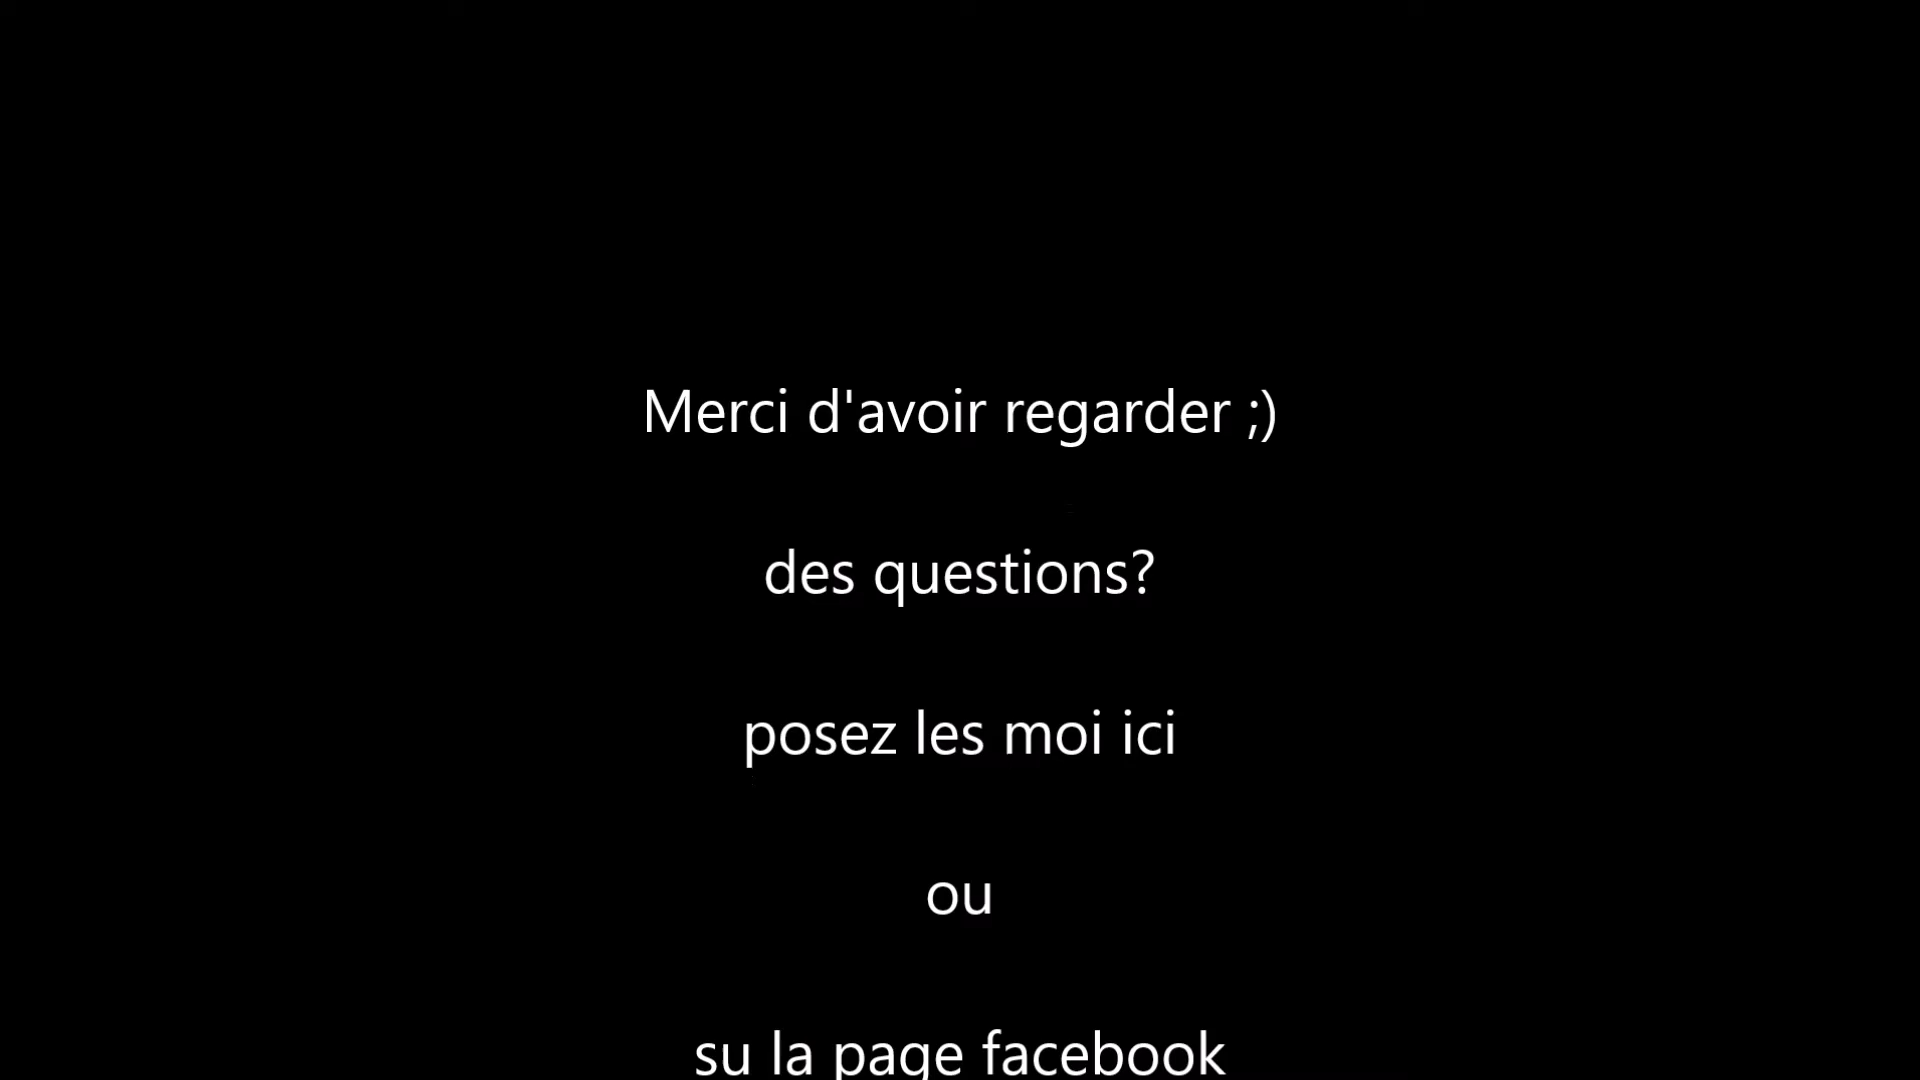 Merci d'avoir regarder ;)
des questions?
posez les moi ici
ou
su la page facebook